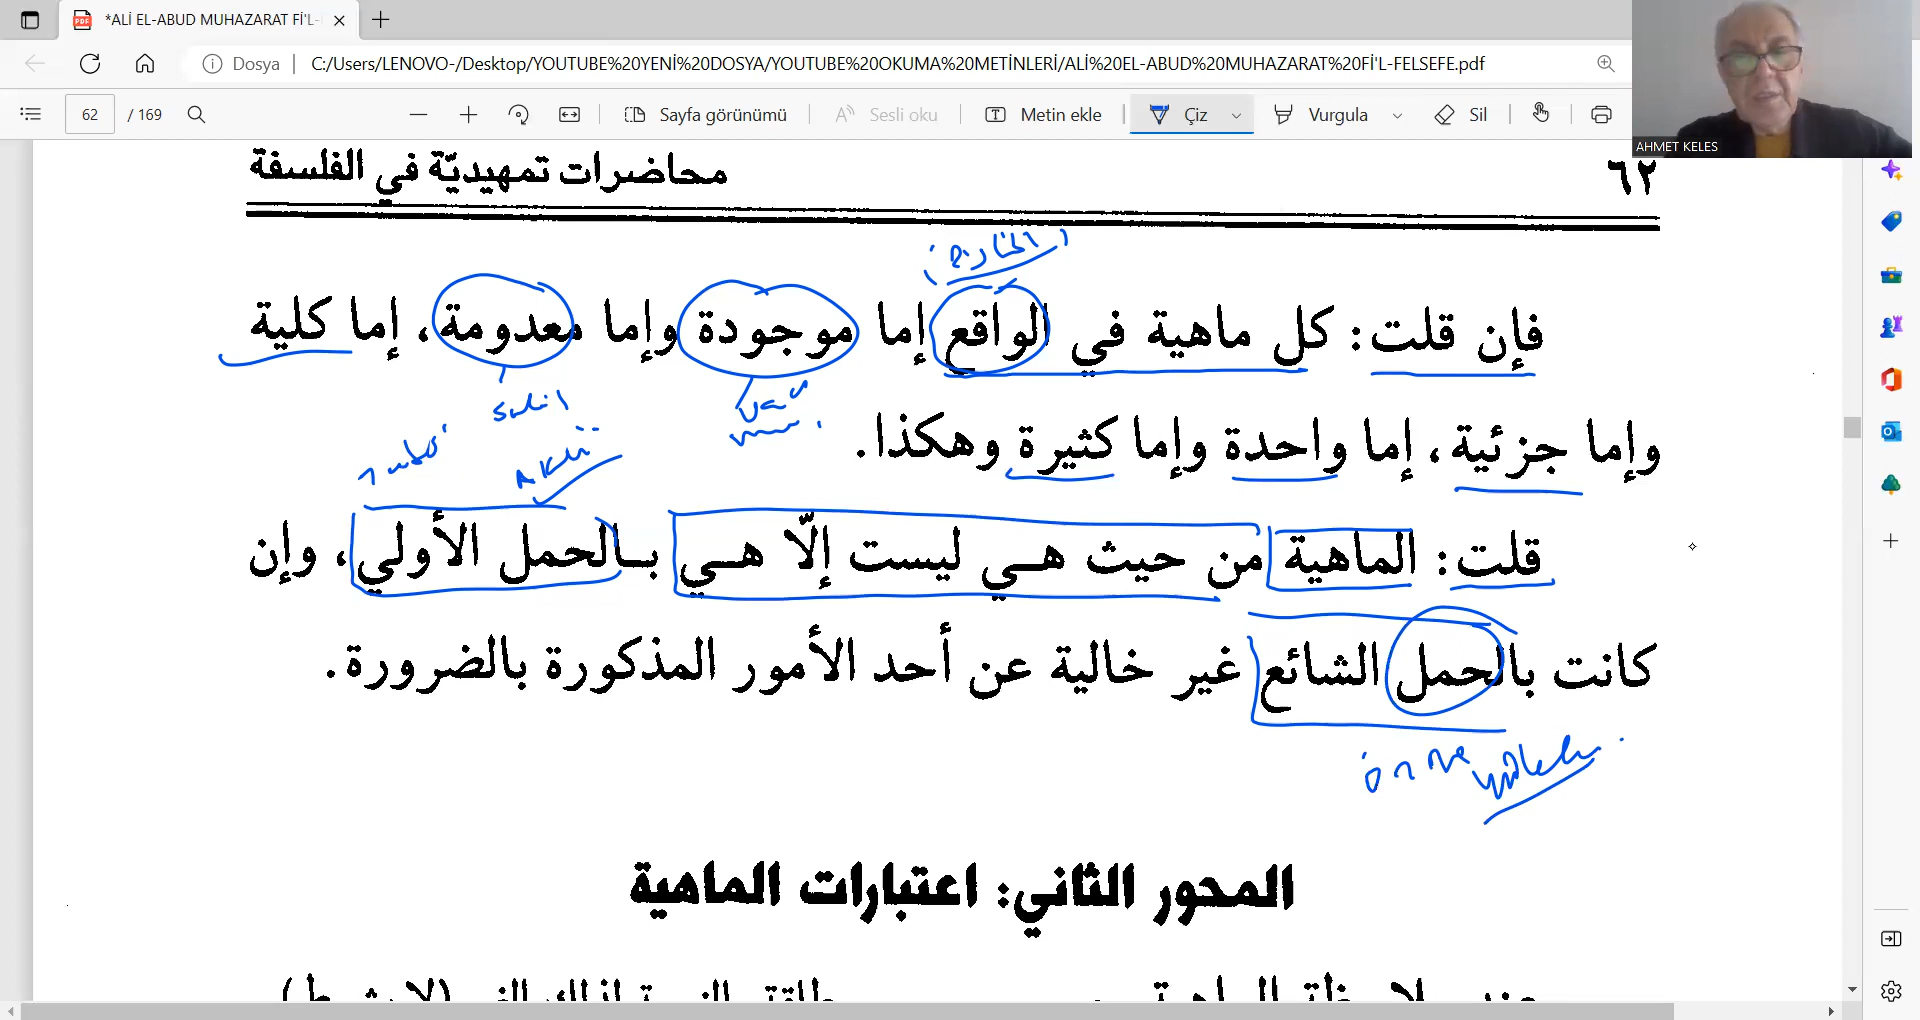 *ALİ EL-ABUD MUHAZARAT Fİ'L-
Dosya
C:/Users/LENOVO-/Desktop/YOUTUBE%20YENİ%20DOSYA/YOUTUBE%20OKUMA%20METİNLERİ/ALİ%20EL-ABUD%20MUHAZARAT%20Fİ'L-FELSEFE.pdf
62 / 169 Sayfa görünümü Sesli oku Metin ekle Çiz Vurgula Sil
AHMET KELES
٦٢ محاضرات تمهيديّة في الفلسفة
الخارج
فإن قلت: كل ماهية في الواقع إما موجودة وإما معدومة، إما كلية
وإما جزئية، إما واحدة وإما كثيرة وهكذا.
قلت: الماهية من حيث هـي ليست إلّا هـي بـالحمل الأولي، وإن
كانت بالحمل الشائع غير خالية عن أحد الأمور المذكورة بالضرورة.
المحور الثاني: اعتبارات الماهية